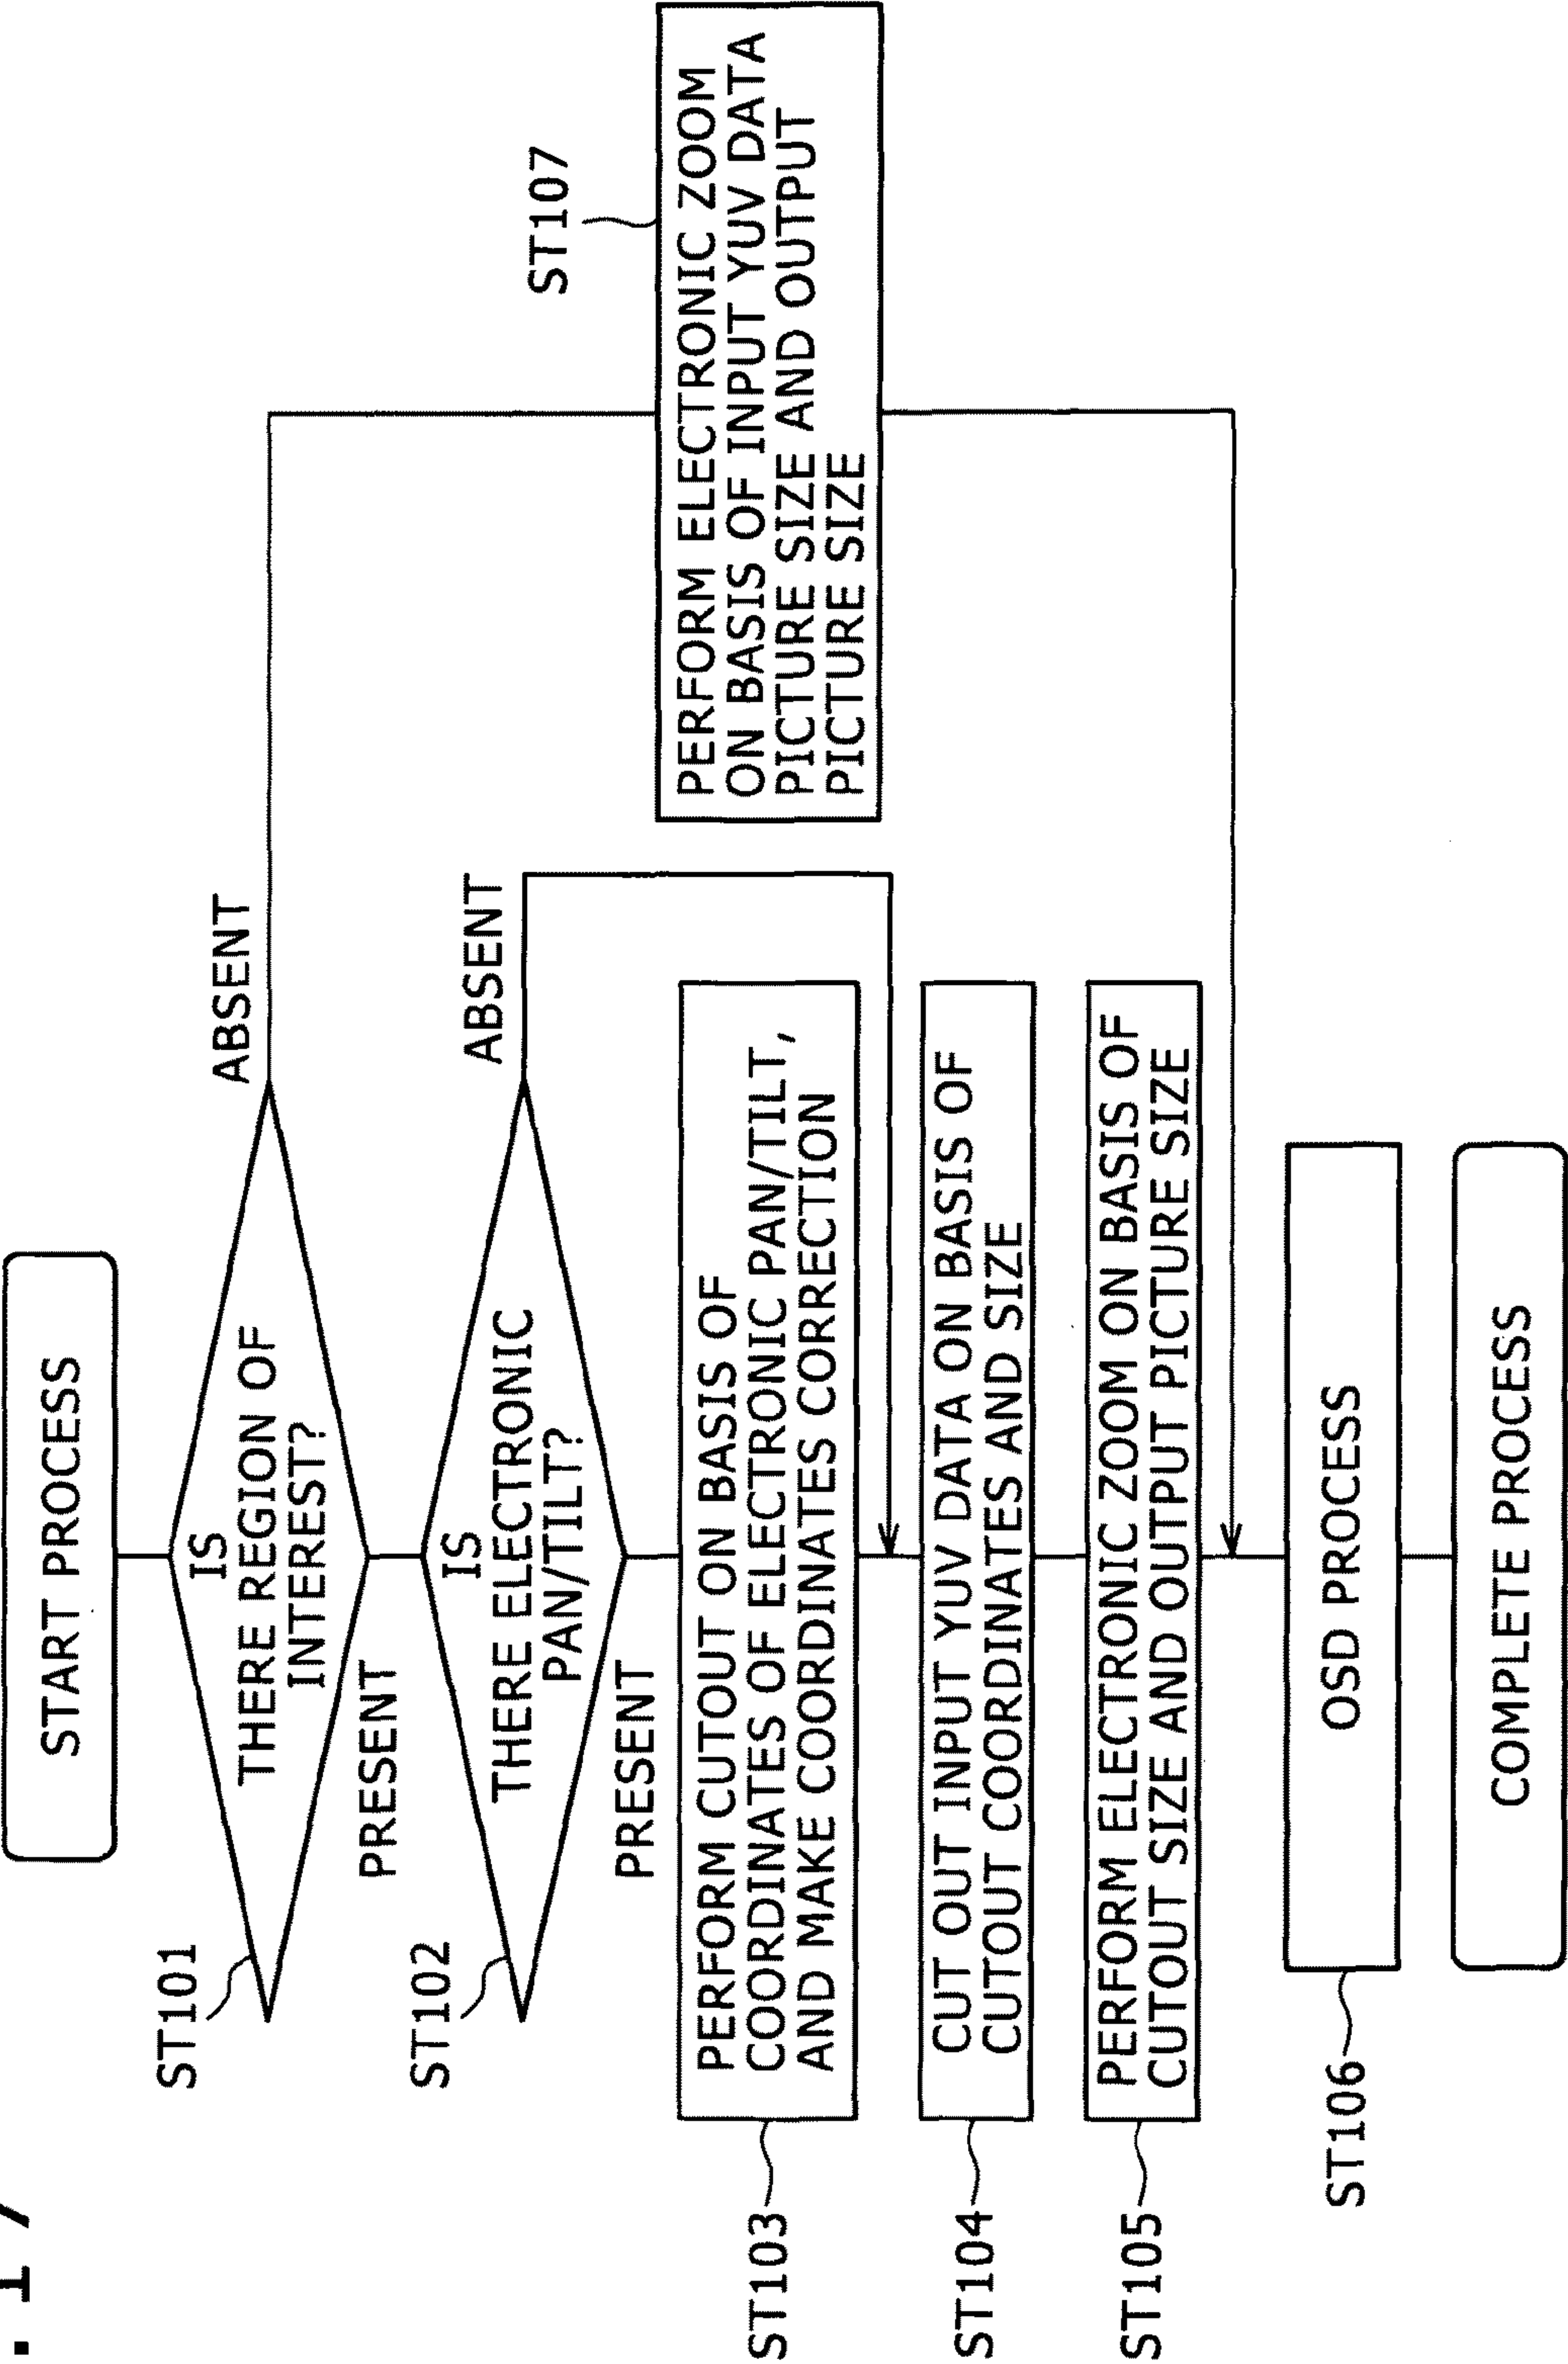 . 17
START PROCESS
ST101
IS
THERE REGION OF
INTEREST?
ABSENT
PRESENT
ST102
IS
THERE ELECTRONIC
PAN/TILT?
ABSENT
PRESENT
ST103
PERFORM CUTOUT ON BASIS OF
COORDINATES OF ELECTRONIC PAN/TILT,
AND MAKE COORDINATES CORRECTION
ST107
PERFORM ELECTRONIC ZOOM
ON BASIS OF INPUT YUV DATA
PICTURE SIZE AND OUTPUT
PICTURE SIZE
ST104
CUT OUT INPUT YUV DATA ON BASIS OF
CUTOUT COORDINATES AND SIZE
ST105
PERFORM ELECTRONIC ZOOM ON BASIS OF
CUTOUT SIZE AND OUTPUT PICTURE SIZE
ST106
OSD PROCESS
COMPLETE PROCESS